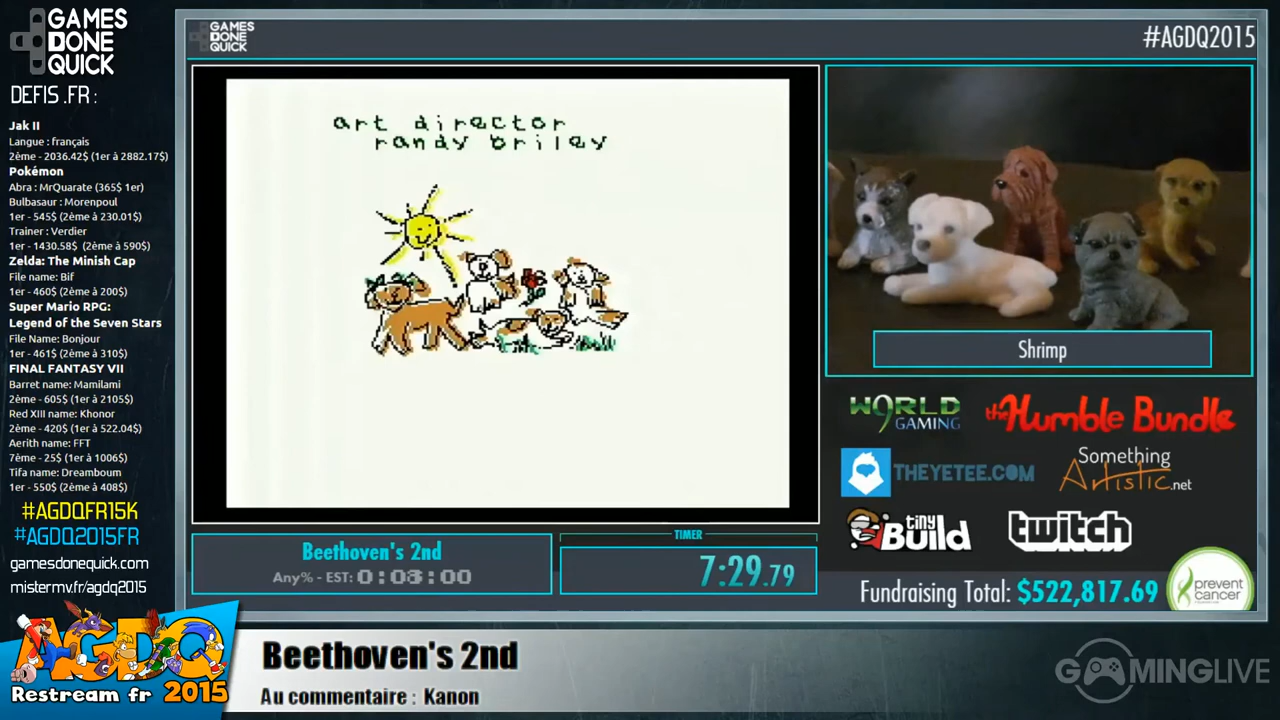 GAMES
DONE
QUICK
DEFIS .FR :
Jak II
Langue : français
2ème - 2036.42$ (1er à 2882.17$)
Pokémon
Abra : MrQuarate (365$ 1er)
Bulbasaur : Morenpoul
1er - 545$ (2ème à 230.01$)
Trainer : Verdier
1er - 1430.58$ (2ème à 590$)
Zelda: The Minish Cap
File name: Bif
1er - 460$ (2ème à 200$)
Super Mario RPG:
Legend of the Seven Stars
File Name: Bonjour
1er - 461$ (2ème à 310$)
FINAL FANTASY VII
Barret name: Mamilami
2ème - 605$ (1er à 2105$)
Red XIII name: Khonor
2ème - 420$ (1er à 522.04$)
Aerith name: FFT
7ème - 25$ (1er à 1006$)
Tifa name: Dreamboum
1er - 550$ (2ème à 408$)
#AGDQFR15K
#AGDQ2015FR
gamesdonequick.com
mistermv.fr/agdq2015
AGDQ
Restream fr 2015
GAMES
DONE
QUICK
#AGDQ2015
art director
randy briley
Shrimp
W9RLD
GAMING
the Humble Bundle
THEYETEE.COM
Something
Artistic.net
tiny
Build
twitch
Beethoven's 2nd
Any% - EST: 0:08:00
TIMER
7:29.79
Fundraising Total: $522,817.69
prevent
cancer
Beethoven's 2nd
Au commentaire : Kanon
GAMINGLIVE